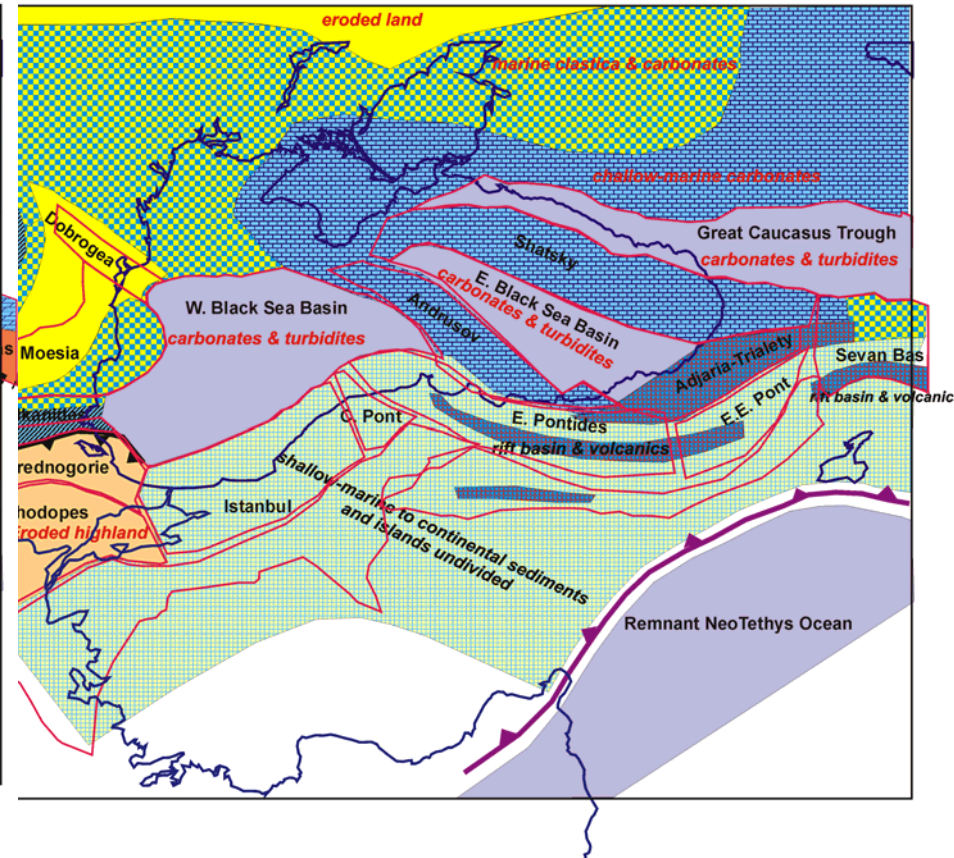 eroded land
marine clastica & carbonates
challow-marine carbonates
Dobrogea
Shatsky
Great Caucasus Trough
carbonates & turbidites
W. Black Sea Basin
carbonates & turbidites
E. Black Sea Basin
carbonates & turbidites
Andrusov
Moesia
Adjaria-Trialety
Sevan Bas
rift basin & volcanic
E.E. Pont
C. Pont
E. Pontides
rift basin & volcanics
rednogorie
shallow-marine to continental sediments
and islands undivided
Istanbul
hodopes
Eroded highland
Remnant NeoTethys Ocean